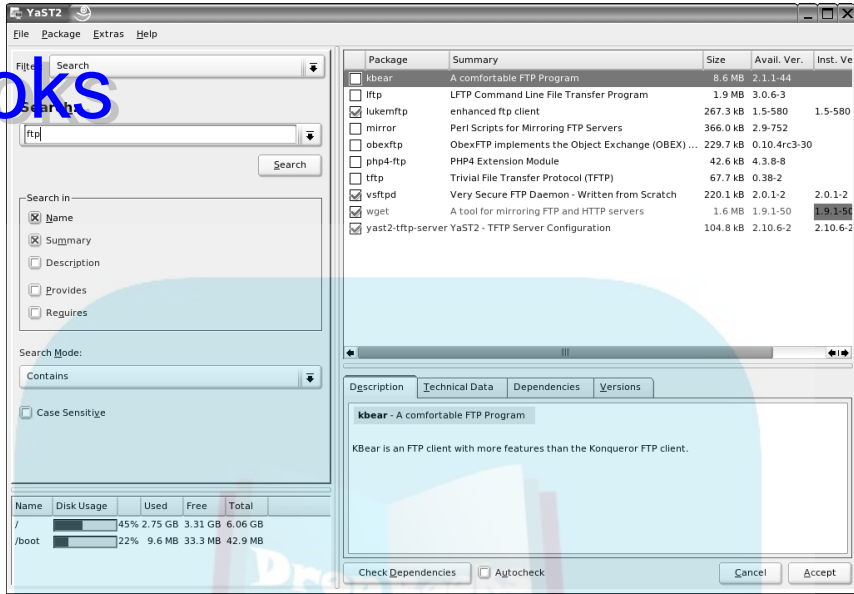 YaST2
File Package Extras Help
Filter: Search
oks
Search:
ftp
Search
Search in
Name
Summary
Description
Provides
Requires
Search Mode:
Contains
Case Sensitive
Name Disk Usage Used Free Total
/ 45% 2.75 GB 3.31 GB 6.06 GB
/boot 22% 9.6 MB 33.3 MB 42.9 MB
Package Summary Size Avail. Ver. Inst. Ve
kbear A comfortable FTP Program 8.6 MB 2.1.1-44
lftp LFTP Command Line File Transfer Program 1.9 MB 3.0.6-3
lukemftp enhanced ftp client 267.3 kB 1.5-580 1.5-580
mirror Perl Scripts for Mirroring FTP Servers 366.0 kB 2.9-752
obexftp ObexFTP implements the Object Exchange (OBEX) ... 229.7 kB 0.10.4rc3-30
php4-ftp PHP4 Extension Module 42.6 kB 4.3.8-8
tftp Trivial File Transfer Protocol (TFTP) 67.7 kB 0.38-2
vsftpd Very Secure FTP Daemon - Written from Scratch 220.1 kB 2.0.1-2 2.0.1-2
wget A tool for mirroring FTP and HTTP servers 1.6 MB 1.9.1-50 1.9.1-50
yast2-tftp-server YaST2 - TFTP Server Configuration 104.8 kB 2.10.6-2 2.10.6-2
Description Technical Data Dependencies Versions
kbear - A comfortable FTP Program
KBear is an FTP client with more features than the Konqueror FTP client.
Check Dependencies Autocheck Cancel Accept